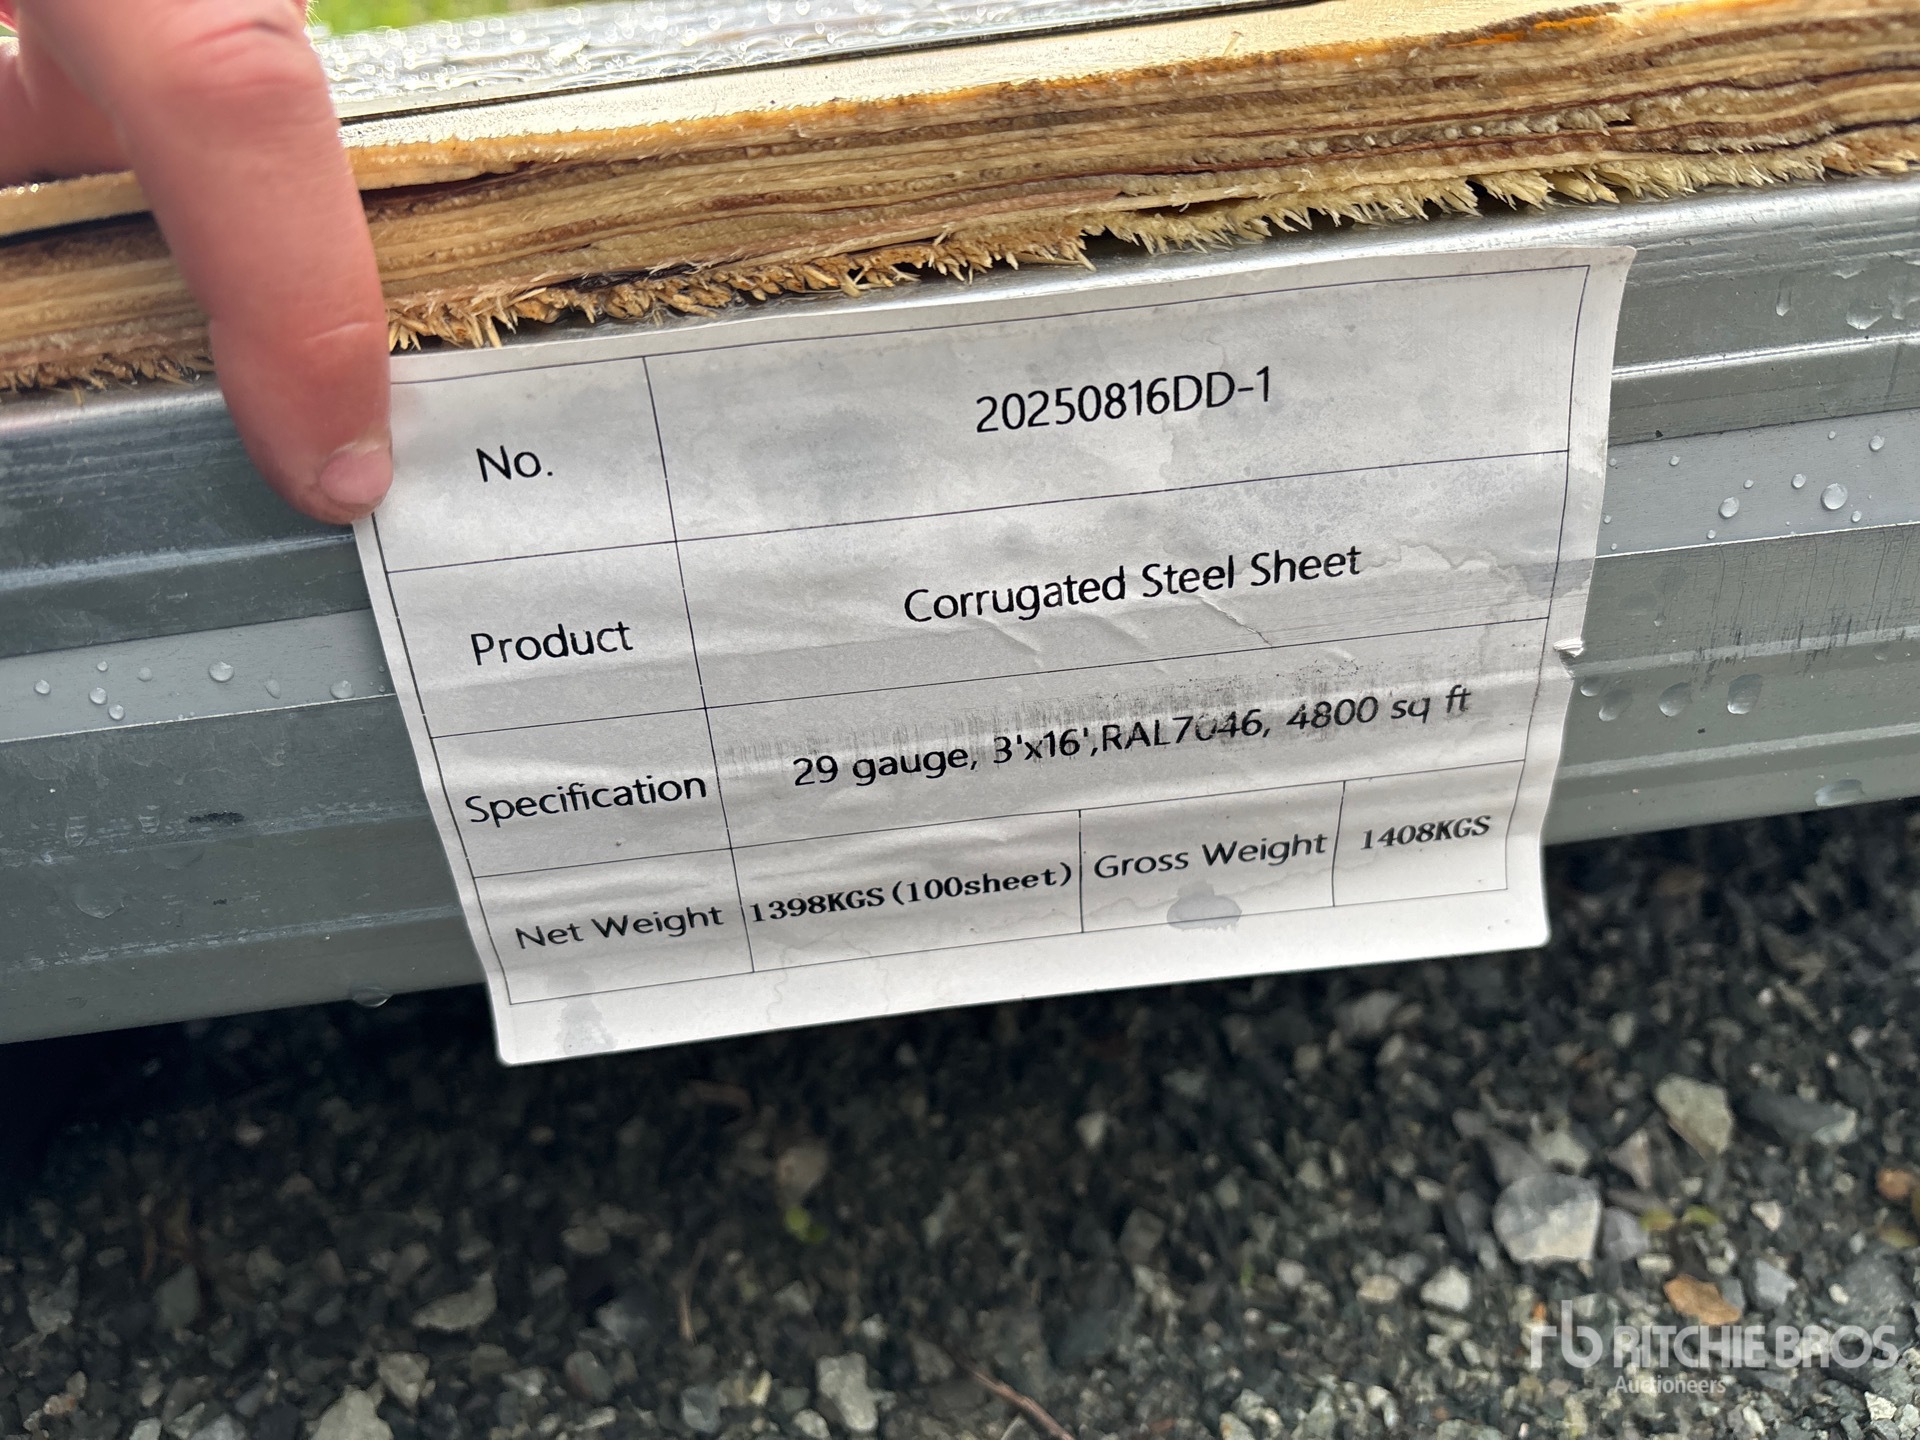 No. 20250816DD-1
Product Corrugated Steel Sheet
Specification 29 gauge, 3'x16',RAL7046, 4800 sq ft
Net Weight 1398KGS(100sheet) Gross Weight 1408KGS
rb RITCHIE BROS.
Auctioneers